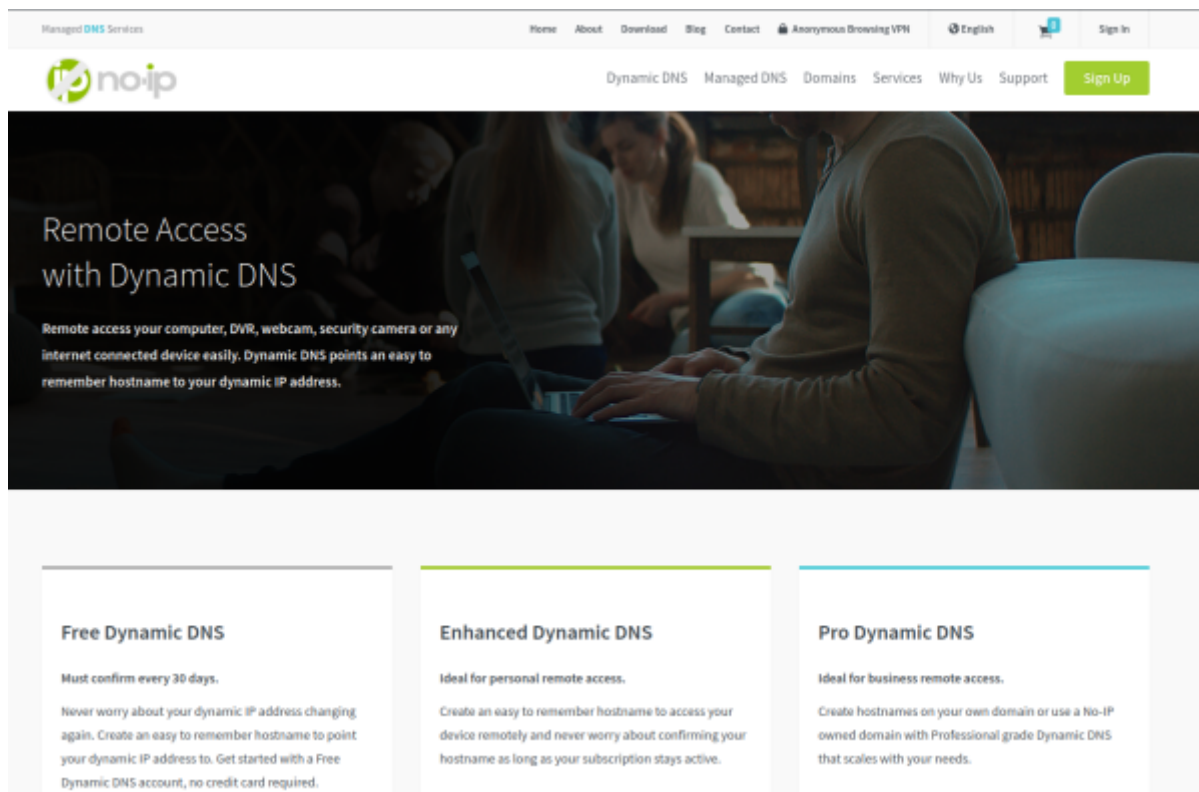 Managed DNS Services
Home About Download Blog Contact Anonymous Browsing VPN English Sign In
no·ip
Dynamic DNS Managed DNS Domains Services Why Us Support Sign Up
Remote Access
with Dynamic DNS
Remote access your computer, DVR, webcam, security camera or any
internet connected device easily. Dynamic DNS points an easy to
remember hostname to your dynamic IP address.
Free Dynamic DNS
Must confirm every 30 days.
Never worry about your dynamic IP address changing
again. Create an easy to remember hostname to point
your dynamic IP address to. Get started with a Free
Dynamic DNS account, no credit card required.
Enhanced Dynamic DNS
Ideal for personal remote access.
Create an easy to remember hostname to access your
device remotely and never worry about confirming your
hostname as long as your subscription stays active.
Pro Dynamic DNS
Ideal for business remote access.
Create hostnames on your own domain or use a No-IP
owned domain with Professional grade Dynamic DNS
that scales with your needs.